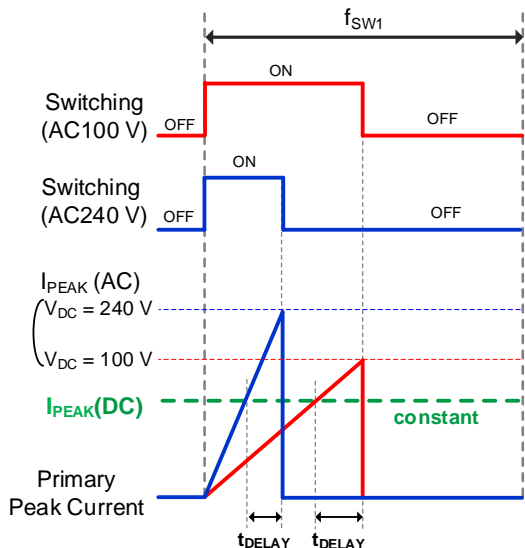 fSW1
ON
Switching
(AC100 V)
OFF
OFF
ON
Switching
(AC240 V)
OFF
OFF
IPEAK (AC)
VDC = 240 V
VDC = 100 V
IPEAK(DC)
constant
Primary
Peak Current
tDELAY
tDELAY